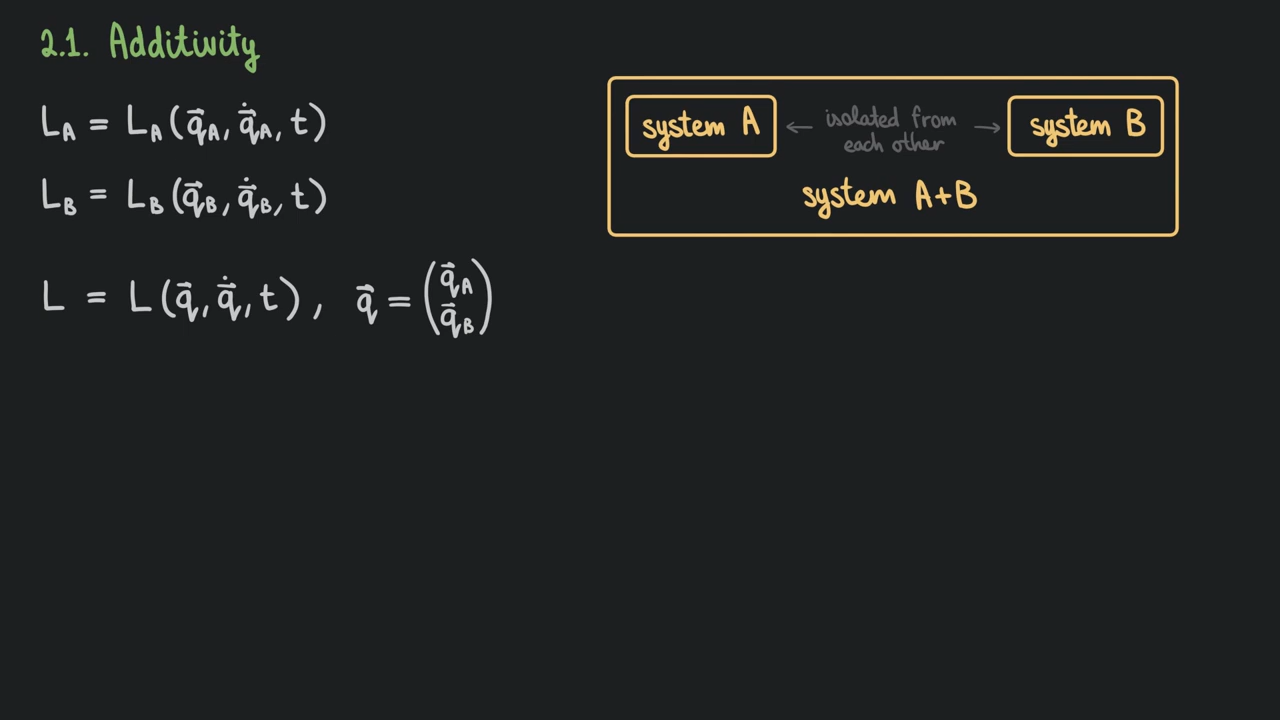 2.1. Additivity
L_A = L_A(q⃗_A, q⃗̇_A, t)
L_B = L_B(q⃗_B, q⃗̇_B, t)
L = L(q⃗, q⃗̇, t), q⃗ = (q⃗_A
q⃗_B)
system A ← isolated from each other → system B
system A+B